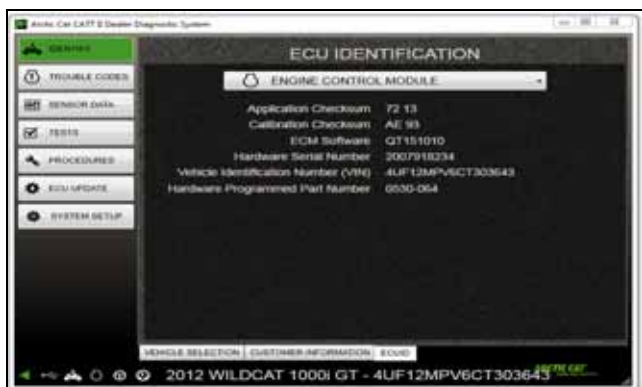 Arctic Cat CATT II Dealer Diagnostic System
IDENTIFY
TROUBLE CODES
SENSOR DATA
TESTS
PROCEDURES
ECU UPDATE
SYSTEM SETUP
ECU IDENTIFICATION
ENGINE CONTROL MODULE
Application Checksum 72 13
Calibration Checksum AE 93
ECM Software GT151010
Hardware Serial Number 2007918234
Vehicle Identification Number (VIN) 4UF12MPV6CT303643
Hardware Programmed Part Number 0530-064
VEHICLE SELECTION CUSTOMER INFORMATION ECUID
2012 WILDCAT 1000i GT - 4UF12MPV6CT303643
ARCTIC CAT